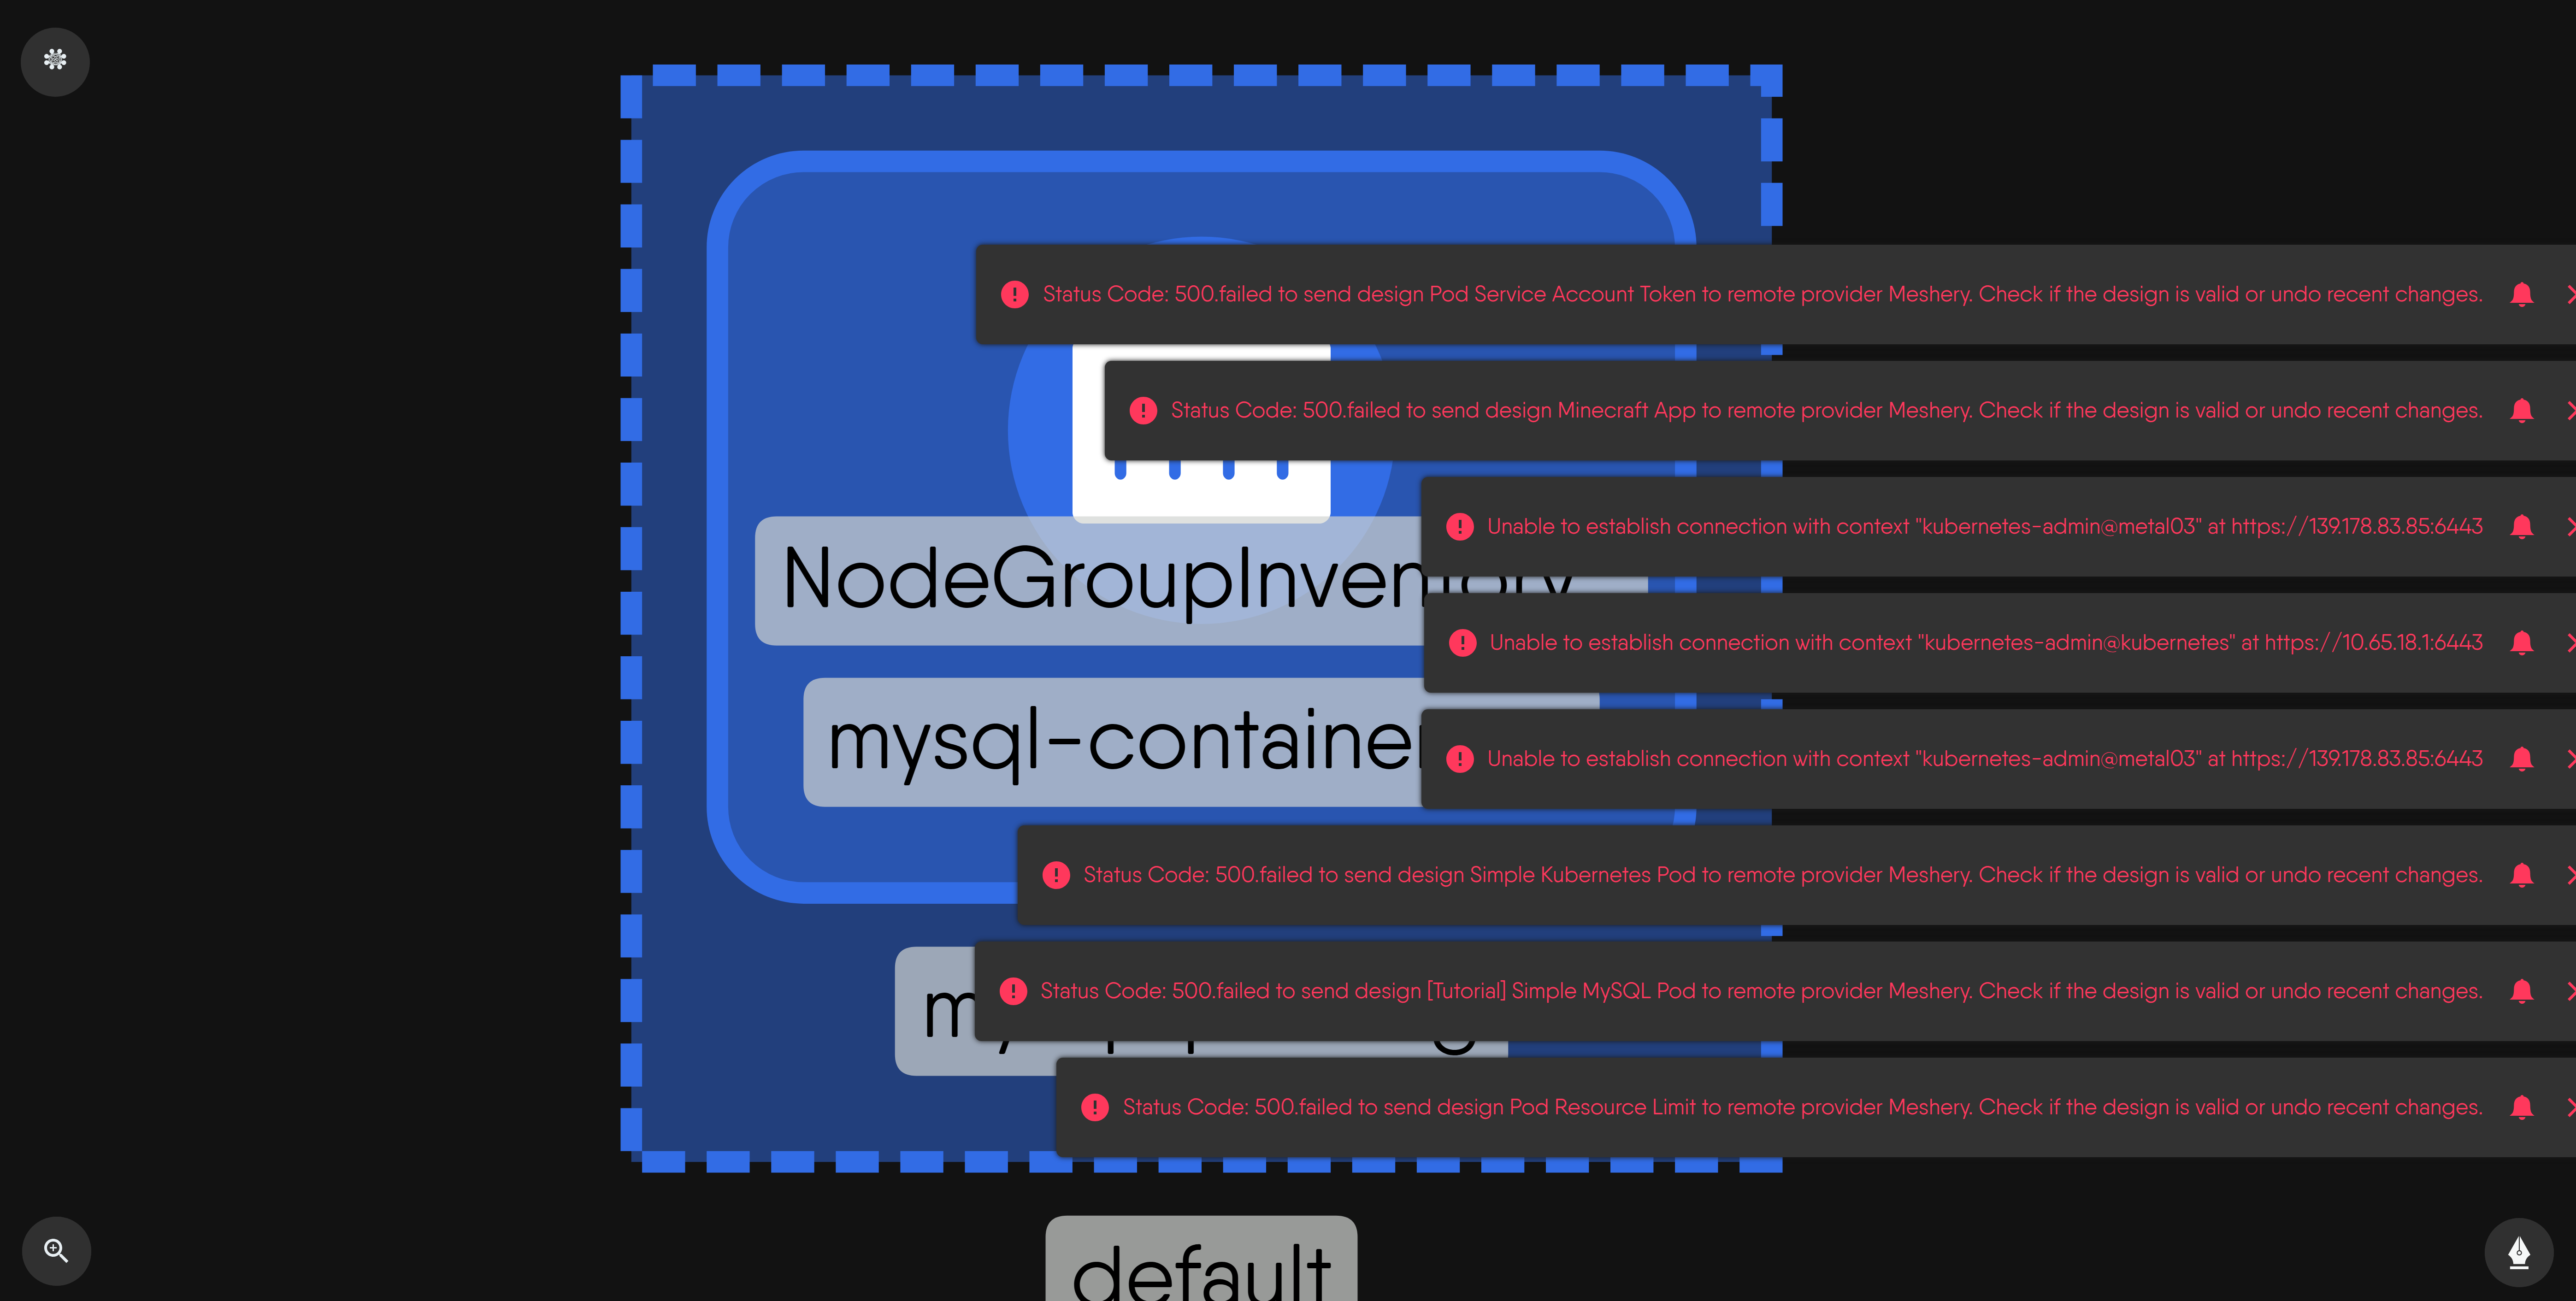 Status Code: 500.failed to send design Pod Service Account Token to remote provider Meshery. Check if the design is valid or undo recent changes.
Status Code: 500.failed to send design Minecraft App to remote provider Meshery. Check if the design is valid or undo recent changes.
Unable to establish connection with context "kubernetes-admin@metal03" at https://139.178.83.85:6443
NodeGroupInventory
Unable to establish connection with context "kubernetes-admin@kubernetes" at https://10.65.18.1:6443
mysql-container
Unable to establish connection with context "kubernetes-admin@metal03" at https://139.178.83.85:6443
Status Code: 500.failed to send design Simple Kubernetes Pod to remote provider Meshery. Check if the design is valid or undo recent changes.
Status Code: 500.failed to send design [Tutorial] Simple MySQL Pod to remote provider Meshery. Check if the design is valid or undo recent changes.
Status Code: 500.failed to send design Pod Resource Limit to remote provider Meshery. Check if the design is valid or undo recent changes.
default